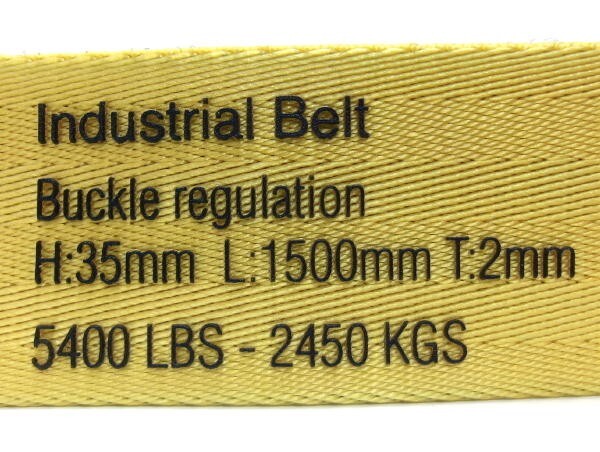 Industrial Belt
Buckle regulation
H:35mm L:1500mm T:2mm
5400 LBS - 2450 KGS